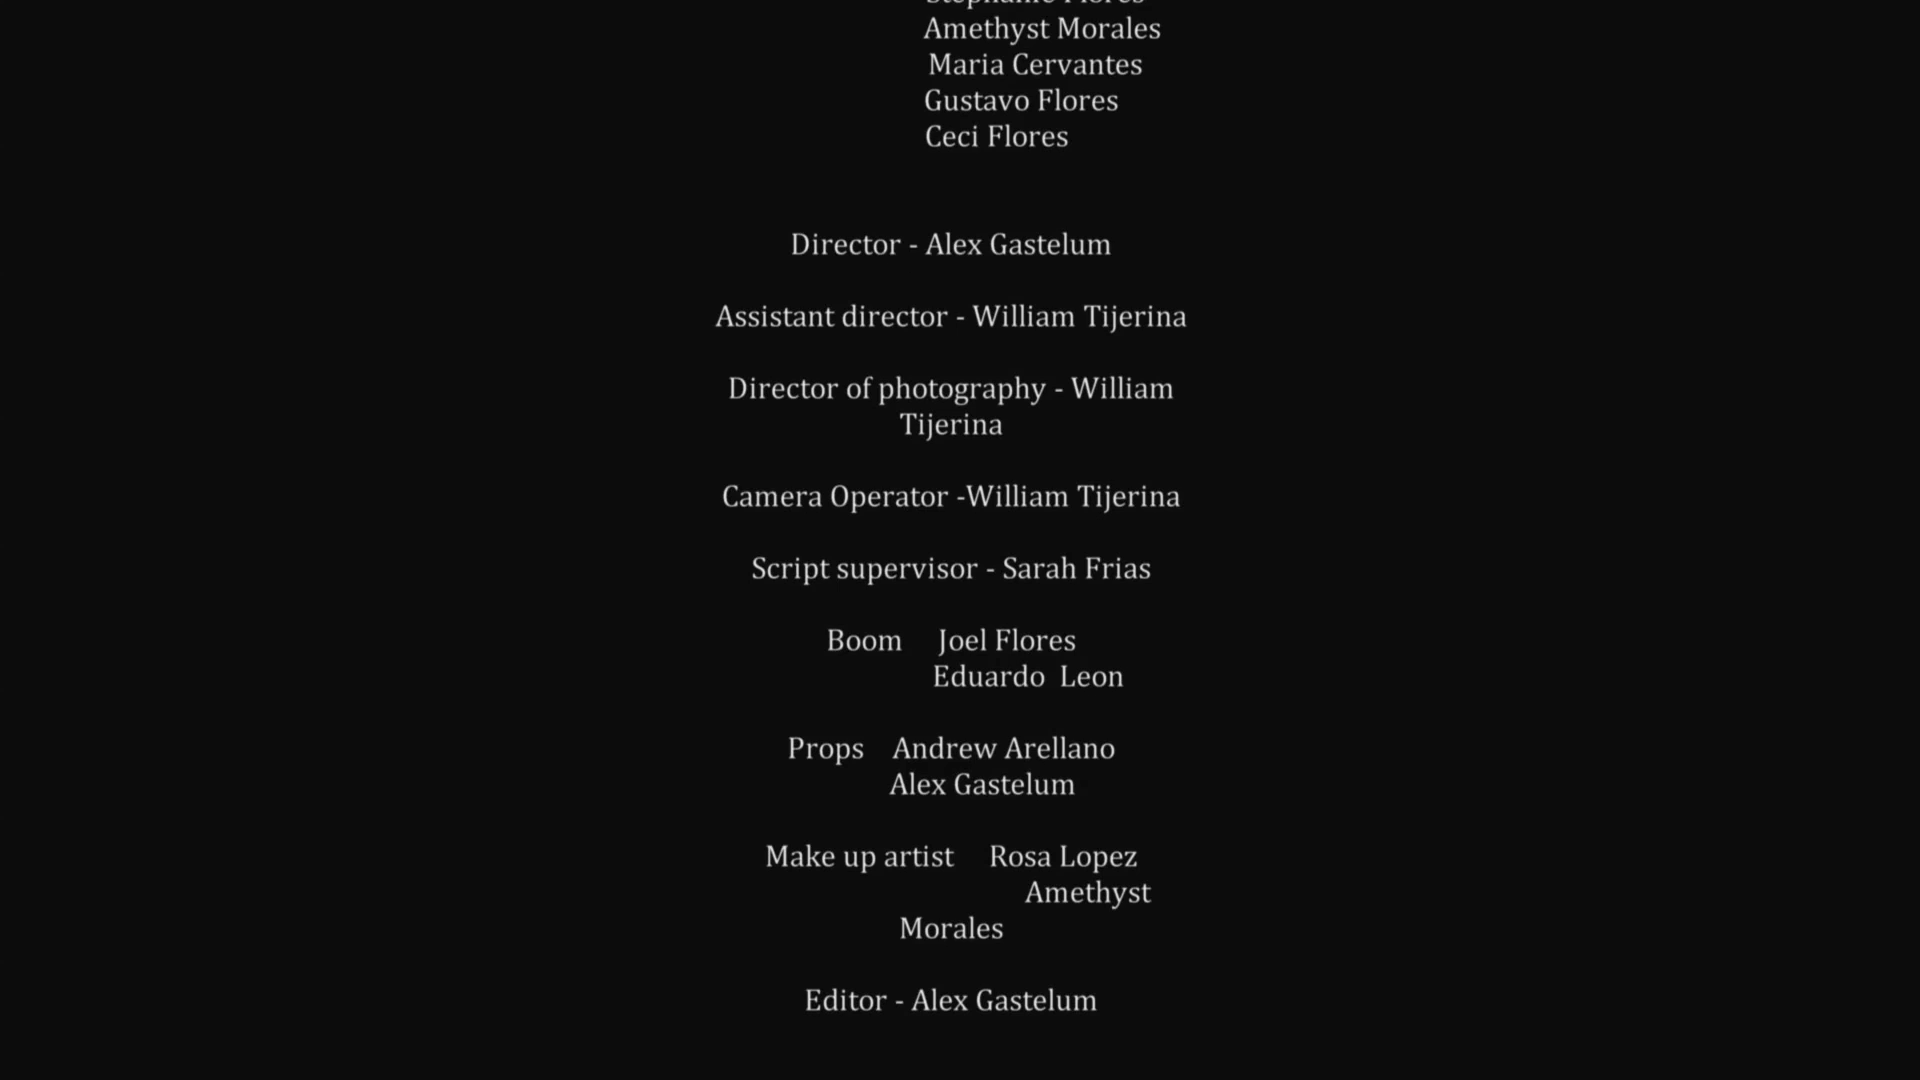 Stephanie Flores
Amethyst Morales
Maria Cervantes
Gustavo Flores
Ceci Flores
Director - Alex Gastelum
Assistant director - William Tijerina
Director of photography - William
Tijerina
Camera Operator -William Tijerina
Script supervisor - Sarah Frias
Boom Joel Flores
Eduardo Leon
Props Andrew Arellano
Alex Gastelum
Make up artist Rosa Lopez
Amethyst
Morales
Editor - Alex Gastelum